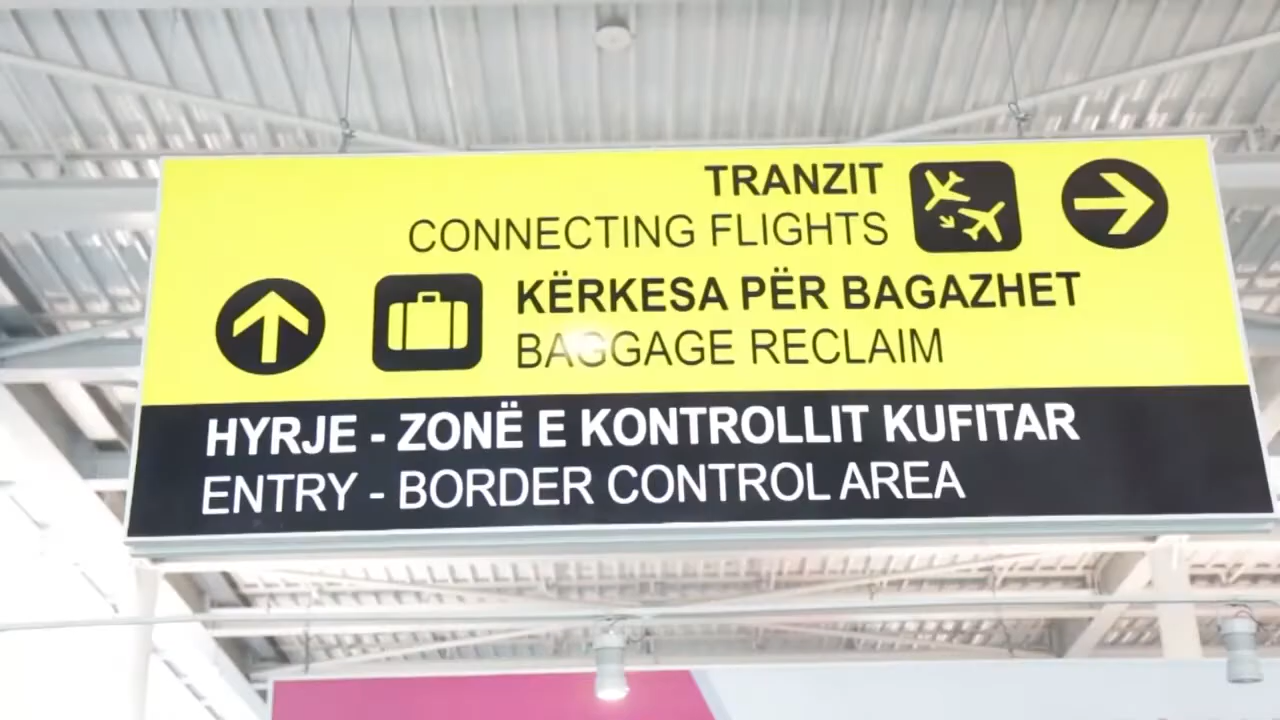 TRANZIT
CONNECTING FLIGHTS
KËRKESA PËR BAGAZHET
BAGGAGE RECLAIM
HYRJE - ZONË E KONTROLLIT KUFITAR
ENTRY - BORDER CONTROL AREA